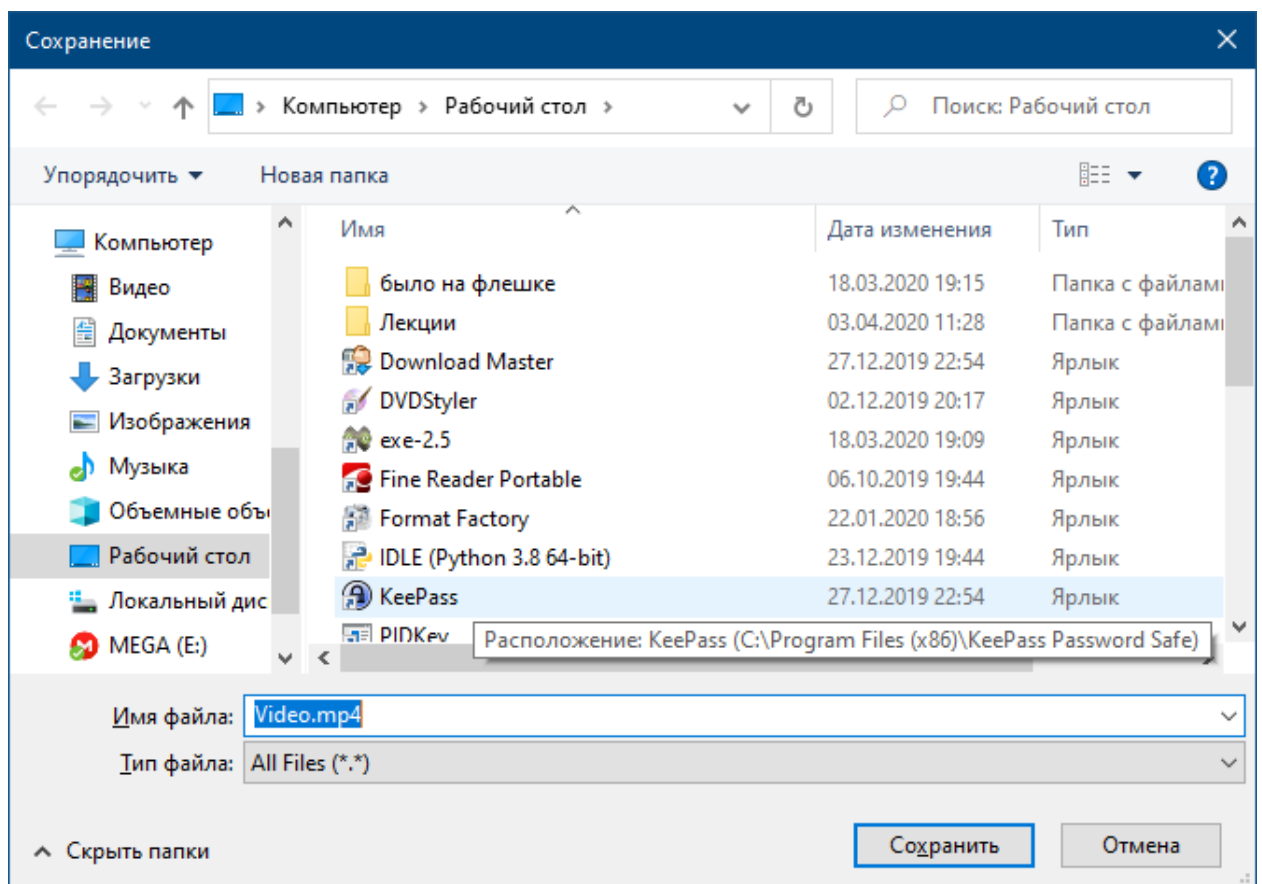 Сохранение
Компьютер › Рабочий стол ›
Поиск: Рабочий стол
Упорядочить
Новая папка
Компьютер
Видео
Документы
Загрузки
Изображения
Музыка
Объемные объ
Рабочий стол
Локальный дис
MEGA (E:)
Имя Дата изменения Тип
было на флешке 18.03.2020 19:15 Папка с файлами
Лекции 03.04.2020 11:28 Папка с файлами
Download Master 27.12.2019 22:54 Ярлык
DVDStyler 02.12.2019 20:17 Ярлык
exe-2.5 18.03.2020 19:09 Ярлык
Fine Reader Portable 06.10.2019 19:44 Ярлык
Format Factory 22.01.2020 18:56 Ярлык
IDLE (Python 3.8 64-bit) 23.12.2019 19:44 Ярлык
KeePass 27.12.2019 22:54 Ярлык
PIDKey
Расположение: KeePass (C:\Program Files (x86)\KeePass Password Safe)
Имя файла: Video.mp4
Тип файла: All Files (*.*)
Скрыть папки
Сохранить
Отмена